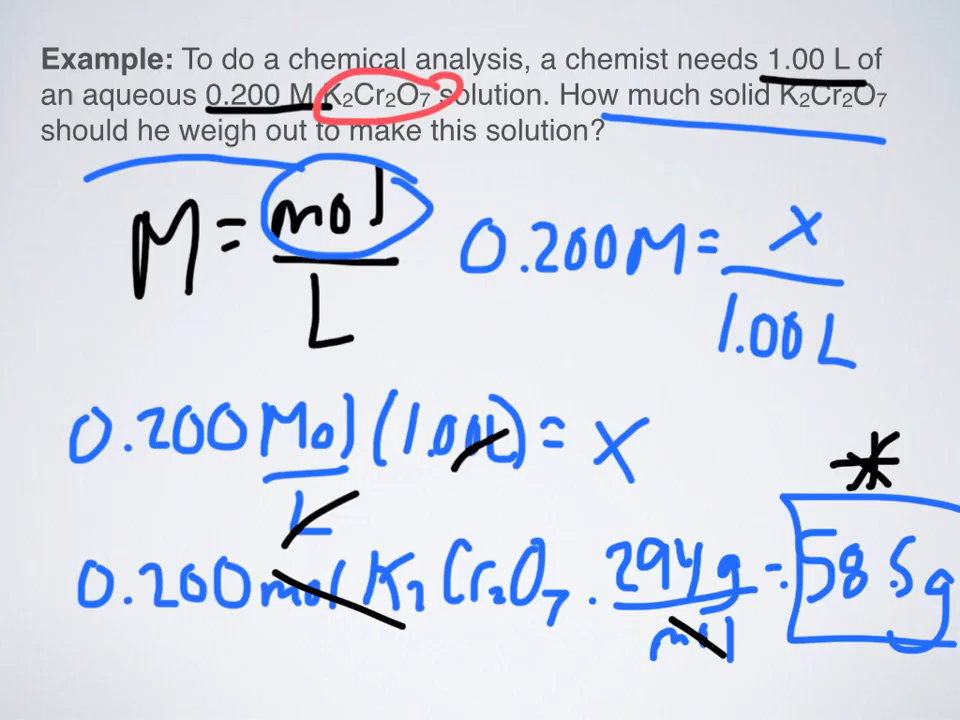 Example: To do a chemical analysis, a chemist needs 1.00 L of
an aqueous 0.200 M K₂Cr₂O₇ solution. How much solid K₂Cr₂O₇
should he weigh out to make this solution?
M = mol / L 0.200 M = x / 1.00 L
0.200 Mol / L (1.00L) = X
0.200 mol K₂Cr₂O₇ . 294 g / mol = 58.5g
*